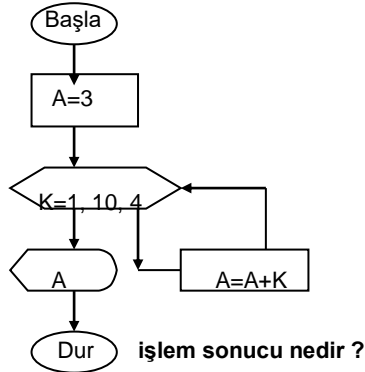 Başla
A=3
K=1, 10, 4
A
A=A+K
Dur
işlem sonucu nedir ?